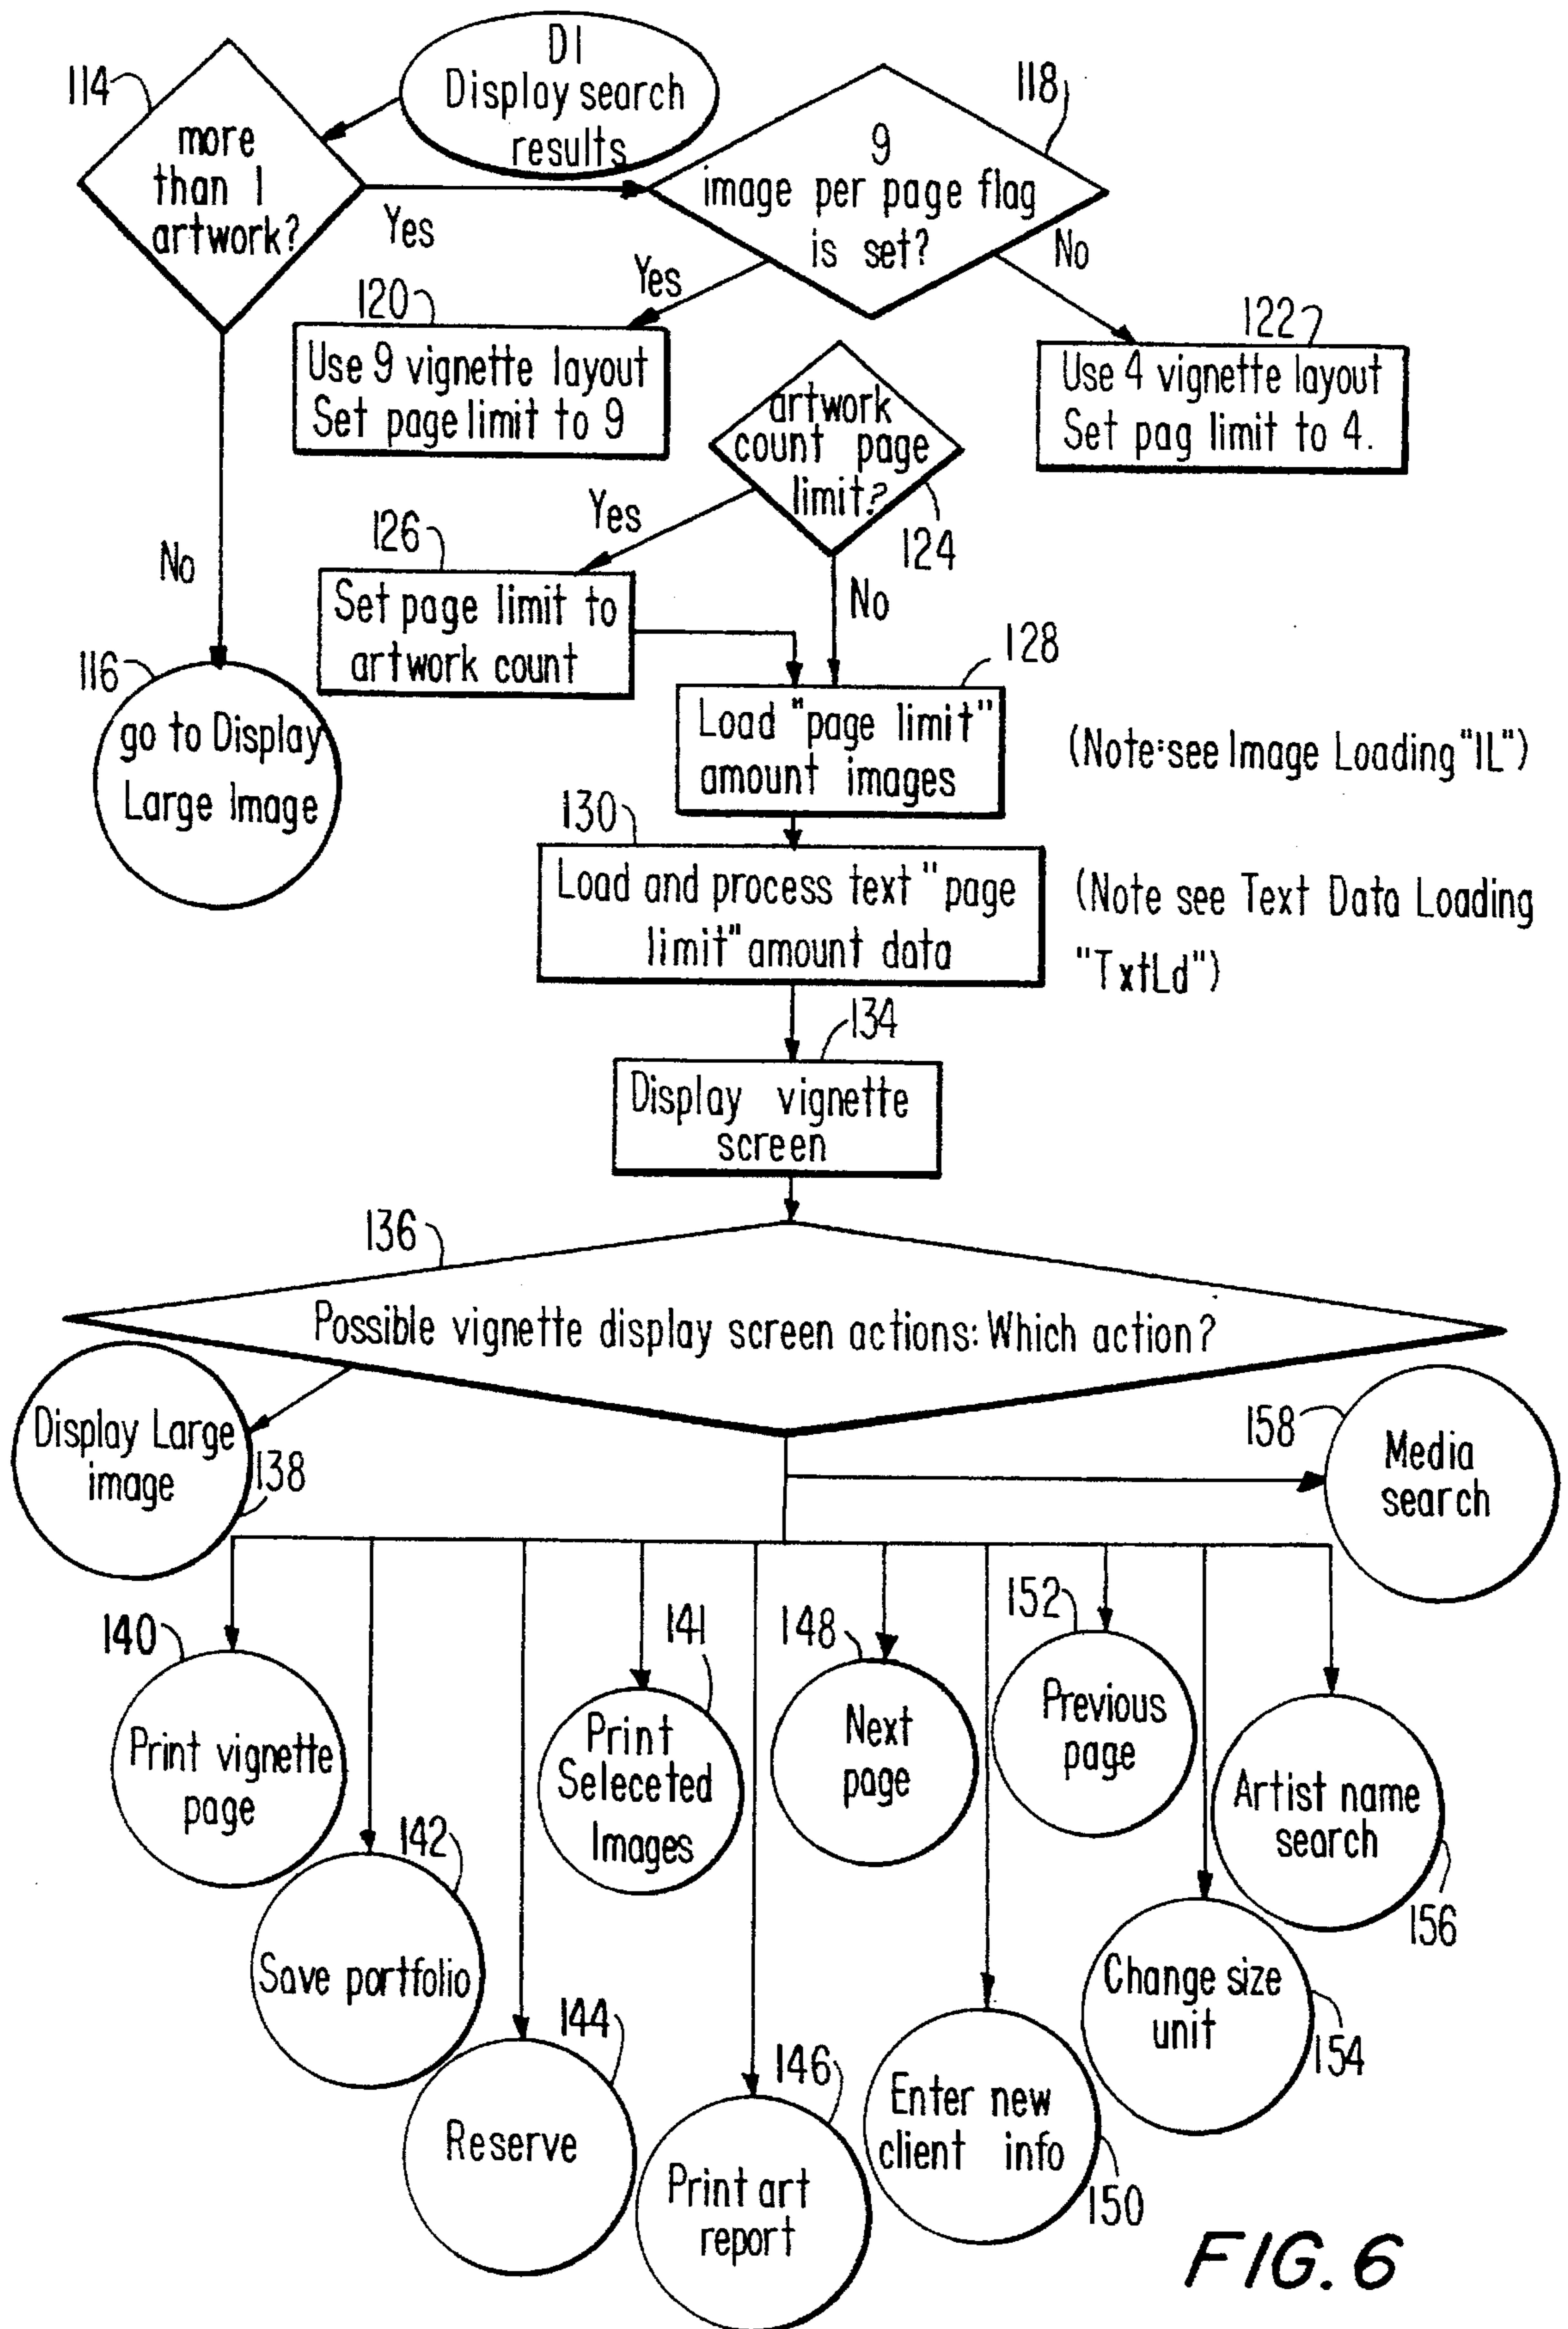 D1
Display search
results
114
more
than 1
artwork?
118
9
image per page flag
is set?
Yes
Yes
No
120
Use 9 vignette layout
Set page limit to 9
122
Use 4 vignette layout
Set pag limit to 4.
artwork
count page
limit?
124
Yes
No
126
Set page limit to
artwork count
No
116
go to Display
Large Image
128
Load "page limit"
amount images
(Note:see Image Loading "IL")
130
Load and process text "page
limit" amount data
(Note see Text Data Loading
"TxtLd")
134
Display vignette
screen
136
Possible vignette display screen actions: Which action?
Display Large
image
138
158
Media
search
140
Print vignette
page
142
Save portfolio
144
Reserve
141
Print
Seleceted
Images
146
Print art
report
148
Next
page
150
Enter new
client info
152
Previous
page
154
Change size
unit
156
Artist name
search
FIG. 6